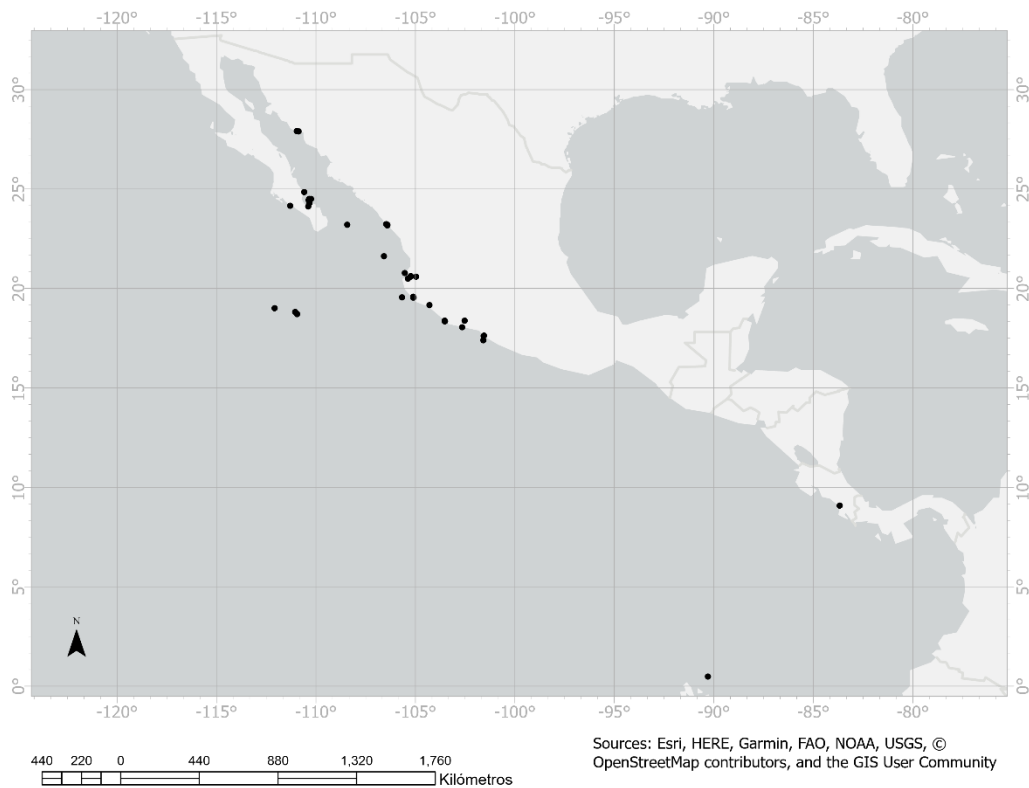 -120° -115° -110° -105° -100° -95° -90° -85° -80°
30° 30°
25° 25°
20° 20°
15° 15°
10° 10°
5° 5°
N
0° 0°
-120° -115° -110° -105° -100° -95° -90° -85° -80°
440 220 0 440 880 1,320 1,760
Kilómetros
Sources: Esri, HERE, Garmin, FAO, NOAA, USGS, ©
OpenStreetMap contributors, and the GIS User Community